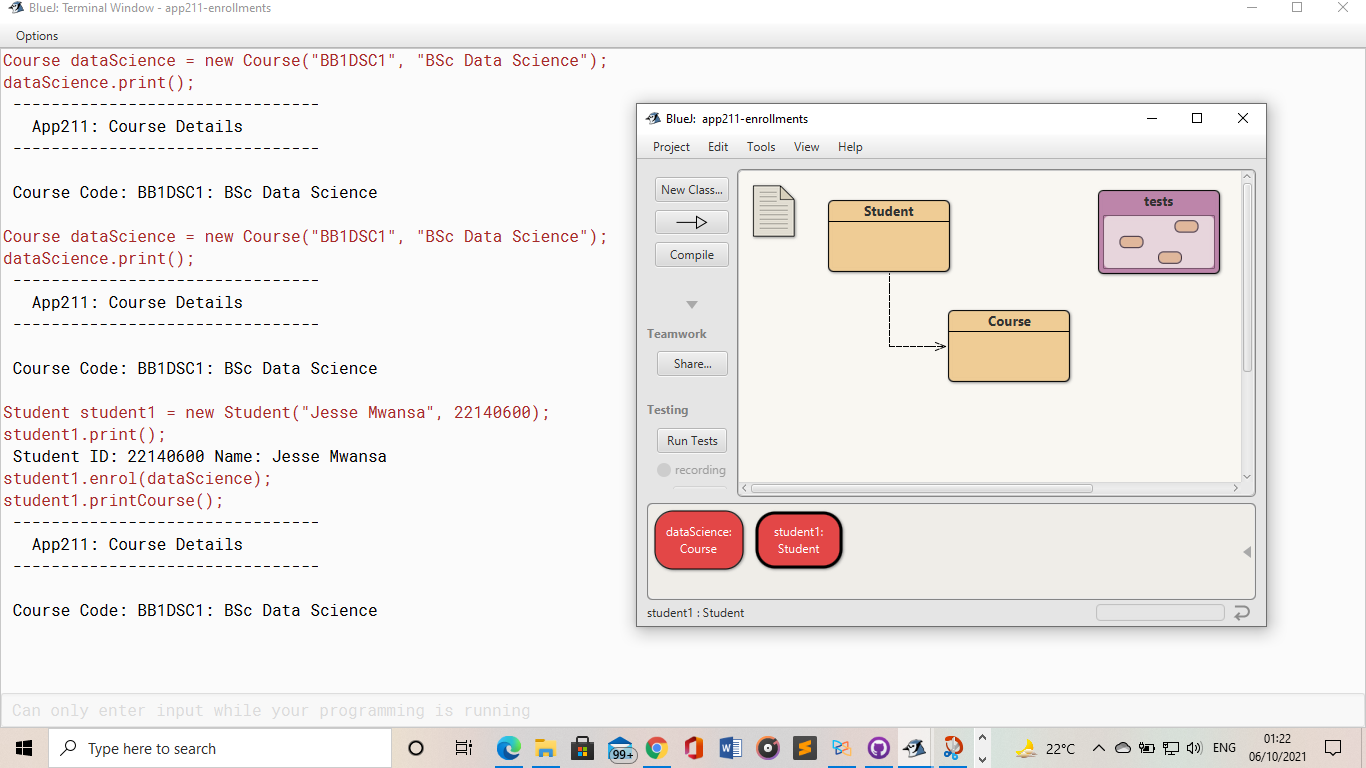 BlueJ: Terminal Window - app211-enrollments
Options
Course dataScience = new Course("BB1DSC1", "BSc Data Science");
dataScience.print();
--------------------------------
App211: Course Details
--------------------------------
Course Code: BB1DSC1: BSc Data Science
Course dataScience = new Course("BB1DSC1", "BSc Data Science");
dataScience.print();
--------------------------------
App211: Course Details
--------------------------------
Course Code: BB1DSC1: BSc Data Science
Student student1 = new Student("Jesse Mwansa", 22140600);
student1.print();
Student ID: 22140600 Name: Jesse Mwansa
student1.enrol(dataScience);
student1.printCourse();
--------------------------------
App211: Course Details
--------------------------------
Course Code: BB1DSC1: BSc Data Science
Can only enter input while your programming is running
BlueJ: app211-enrollments
Project Edit Tools View Help
New Class...
Compile
Teamwork
Share...
Testing
Run Tests
recording
Student
Course
tests
dataScience:
Course
student1:
Student
student1 : Student
Type here to search
99+
22°C
ENG
01:22
06/10/2021